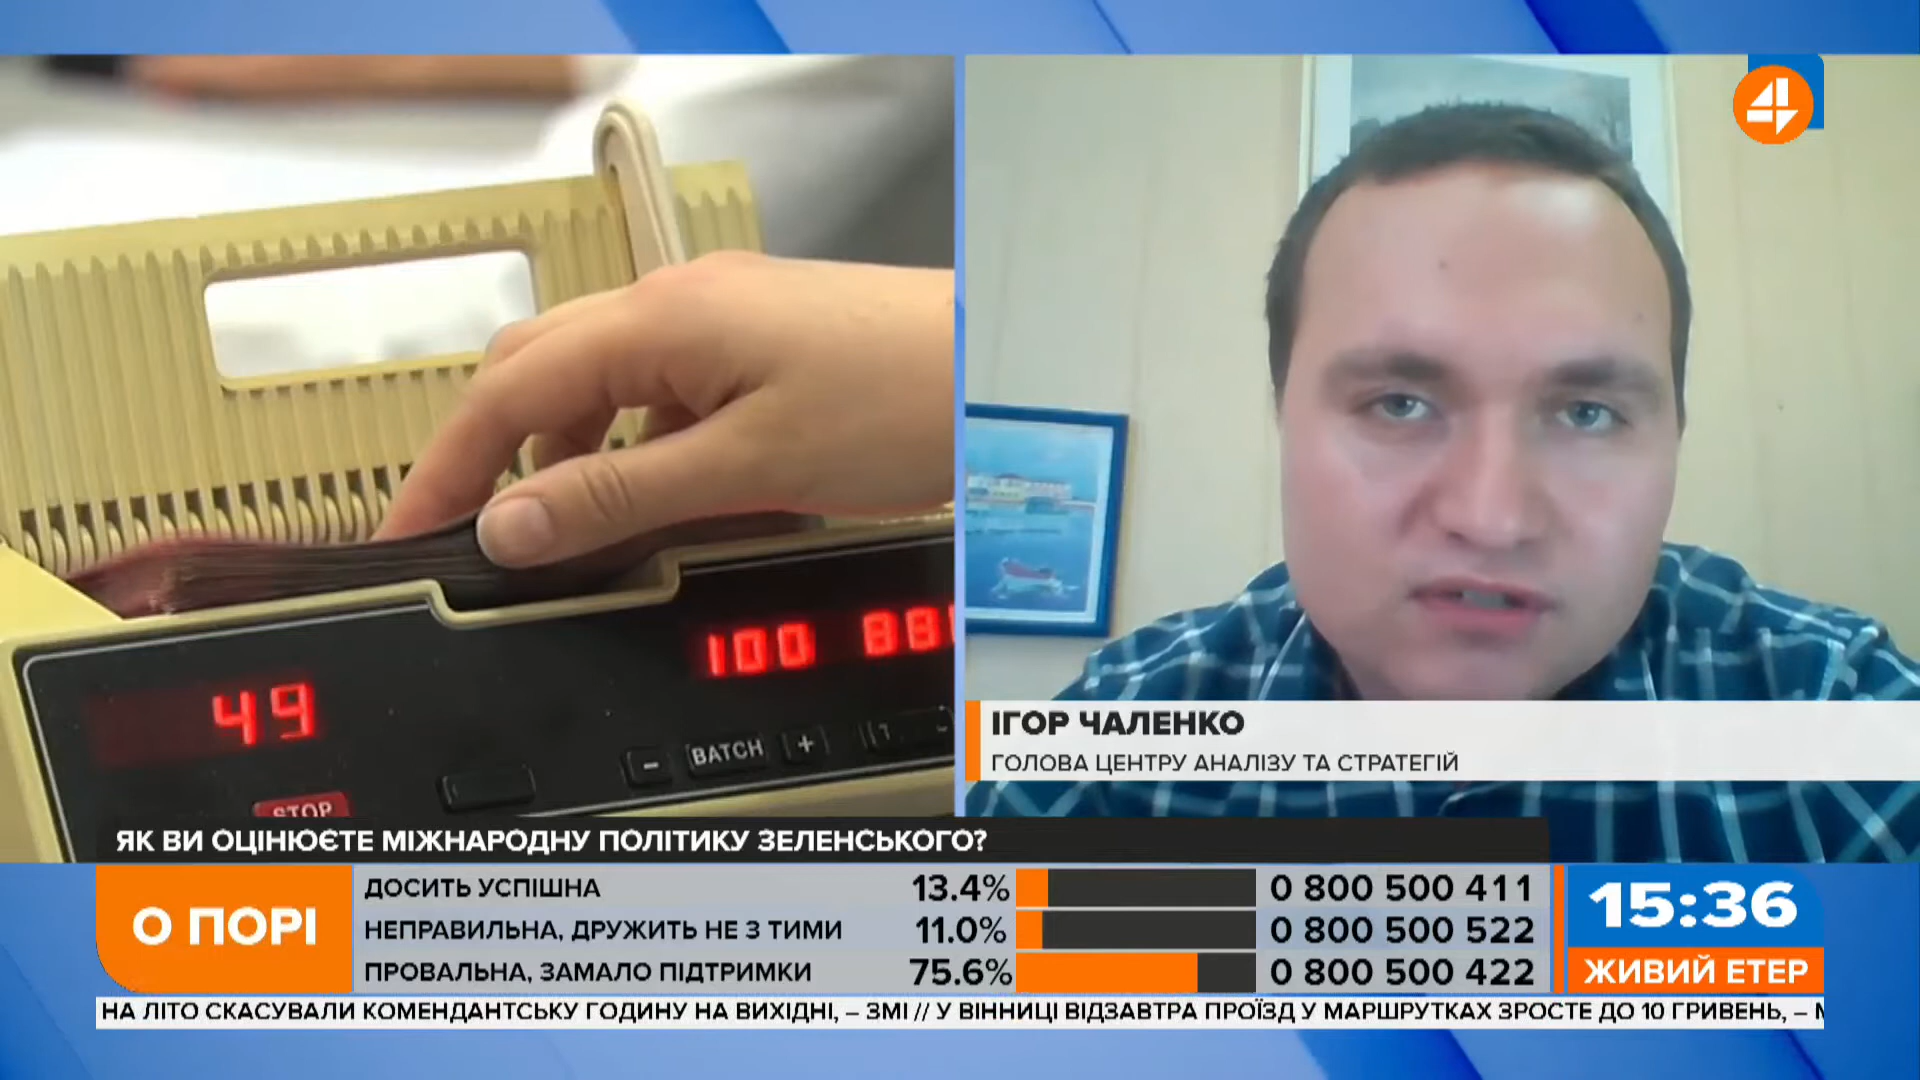 4
49
100 88
BATCH
+
-
STOP
ІГОР ЧАЛЕНКО
ГОЛОВА ЦЕНТРУ АНАЛІЗУ ТА СТРАТЕГІЙ
ЯК ВИ ОЦІНЮЄТЕ МІЖНАРОДНУ ПОЛІТИКУ ЗЕЛЕНСЬКОГО?
О ПОРІ
ДОСИТЬ УСПІШНА 13.4% 0 800 500 411
НЕПРАВИЛЬНА, ДРУЖИТЬ НЕ З ТИМИ 11.0% 0 800 500 522
ПРОВАЛЬНА, ЗАМАЛО ПІДТРИМКИ 75.6% 0 800 500 422
15:36
ЖИВИЙ ЕТЕР
НА ЛІТО СКАСУВАЛИ КОМЕНДАНТСЬКУ ГОДИНУ НА ВИХІДНІ, – ЗМІ // У ВІННИЦІ ВІДЗАВТРА ПРОЇЗД У МАРШРУТКАХ ЗРОСТЕ ДО 10 ГРИВЕНЬ, –